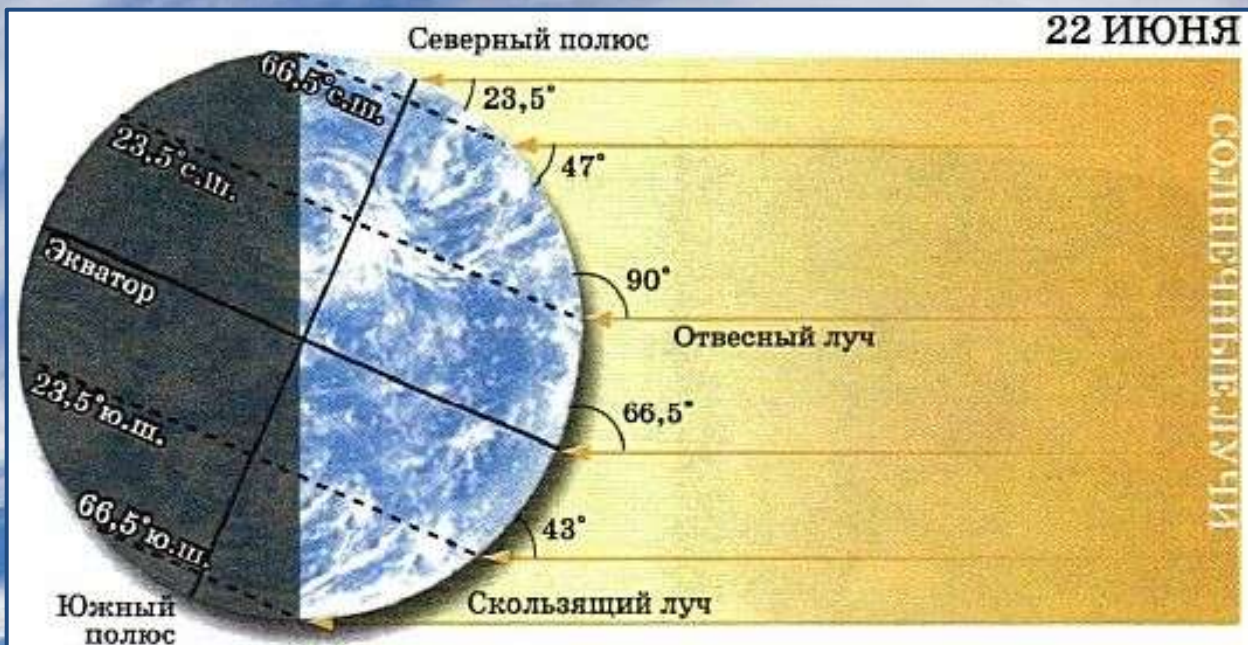 22 ИЮНЯ
Северный полюс
66,5°с.ш.
23,5°
23,5°с.ш.
47°
Экватор
90°
Отвесный луч
23,5°ю.ш.
66,5°
66,5°ю.ш.
43°
Южный
полюс
Скользящий луч
СОЛНЕЧНЫЕ ЛУЧИ